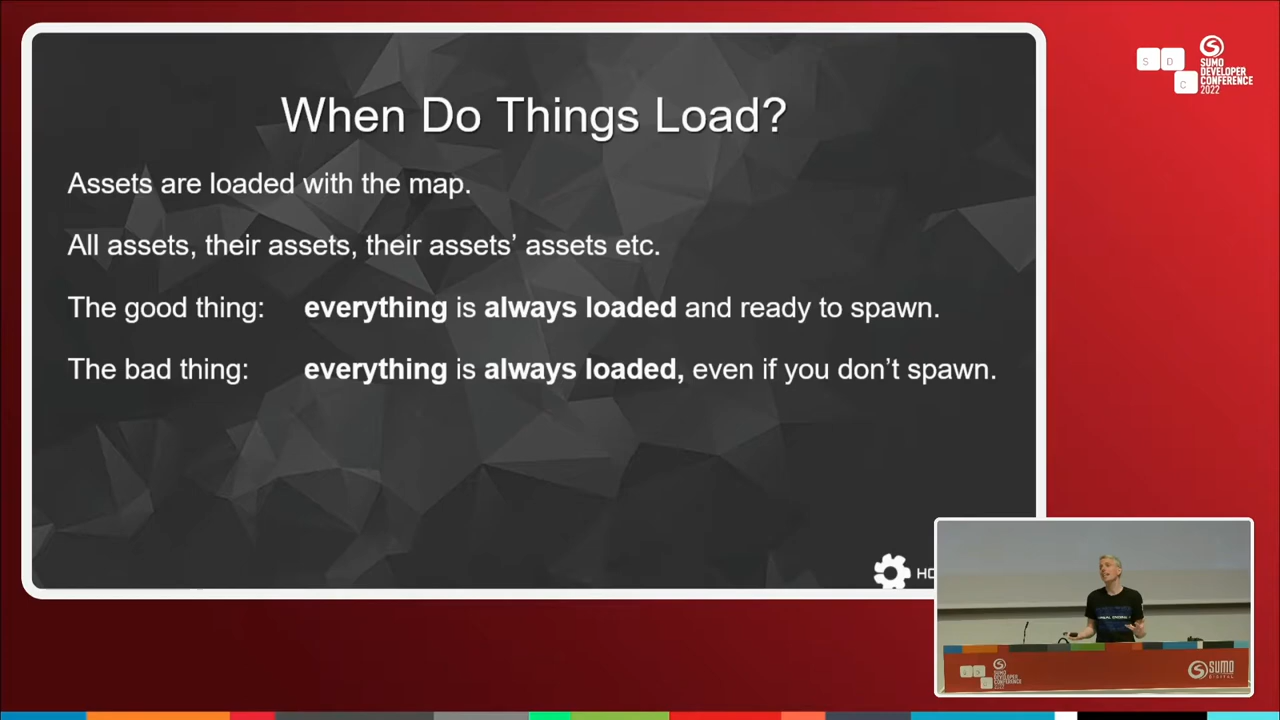 When Do Things Load?
Assets are loaded with the map.
All assets, their assets, their assets’ assets etc.
The good thing: everything is always loaded and ready to spawn.
The bad thing: everything is always loaded, even if you don’t spawn.
S D
C
SUMO
DEVELOPER
CONFERENCE
2022
SUMO
DIGITAL